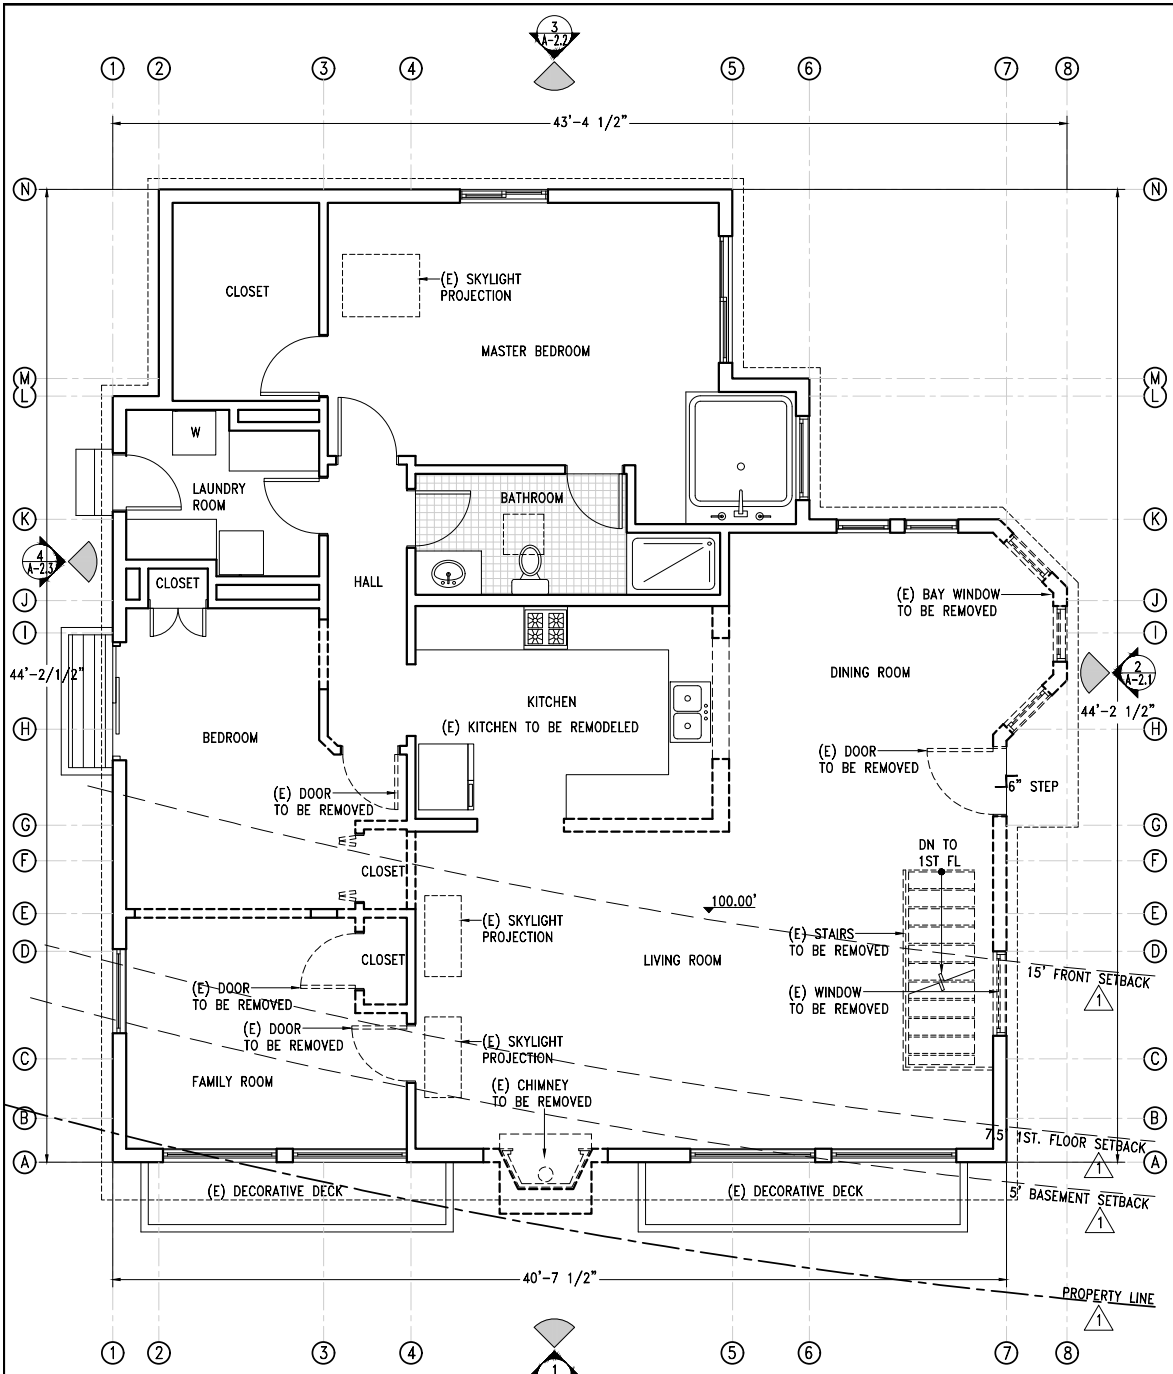 3
A-2.2
1
2
3
4
5
6
7
8
43'-4 1/2"
N
N
CLOSET
(E) SKYLIGHT
PROJECTION
MASTER BEDROOM
M
M
L
L
W
LAUNDRY
ROOM
BATHROOM
K
K
4
A-2.3
CLOSET
HALL
(E) BAY WINDOW
TO BE REMOVED
J
J
I
I
44'-2/1/2"
DINING ROOM
2
A-2.1
44'-2 1/2"
KITCHEN
(E) KITCHEN TO BE REMODELED
BEDROOM
H
H
(E) DOOR
TO BE REMOVED
(E) DOOR
TO BE REMOVED
6" STEP
G
G
DN TO
1ST FL
F
F
CLOSET
100.00'
E
E
(E) SKYLIGHT
PROJECTION
(E) STAIRS
TO BE REMOVED
D
D
CLOSET
LIVING ROOM
15' FRONT SETBACK
1
(E) DOOR
TO BE REMOVED
(E) WINDOW
TO BE REMOVED
(E) DOOR
TO BE REMOVED
(E) SKYLIGHT
PROJECTION
C
C
FAMILY ROOM
(E) CHIMNEY
TO BE REMOVED
B
B
7.5' 1ST. FLOOR SETBACK
1
A
A
(E) DECORATIVE DECK
(E) DECORATIVE DECK
5' BASEMENT SETBACK
1
40'-7 1/2"
PROPERTY LINE
1
1
2
3
4
5
6
7
8
1